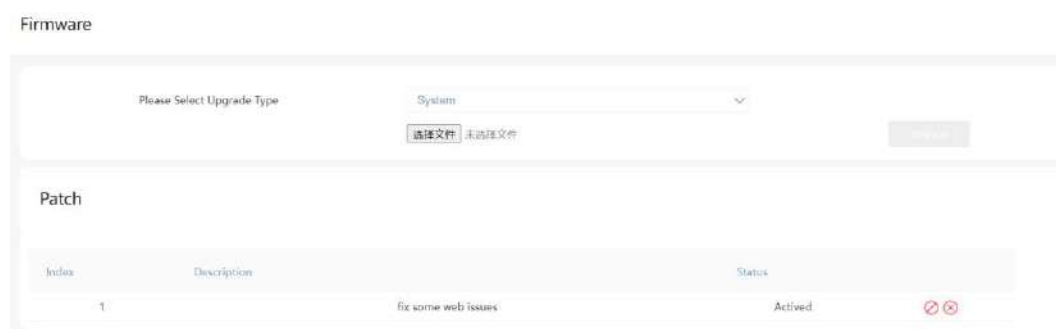 Firmware
Please Select Upgrade Type System
选择文件 未选择文件
Patch
Index Description Status
1 fix some web issues Actived